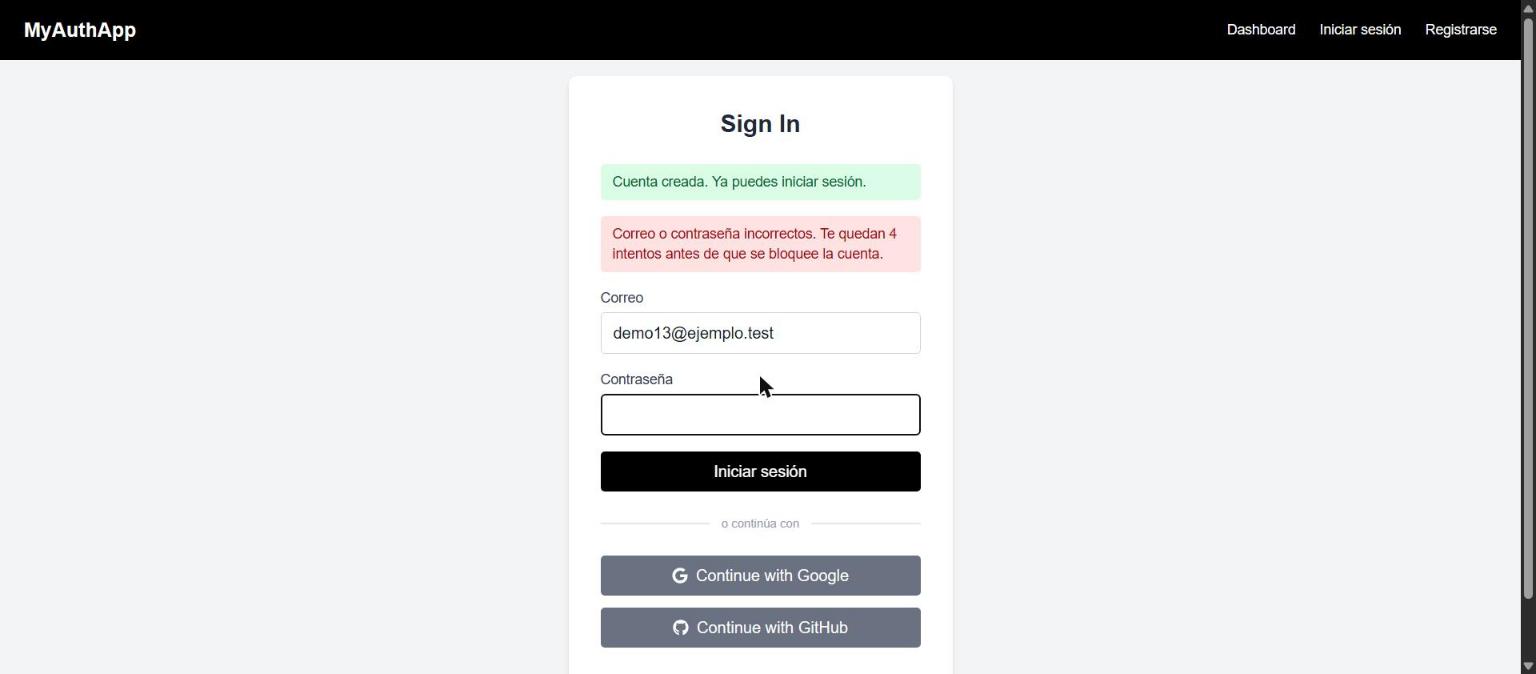 MyAuthApp
Dashboard
Iniciar sesión
Registrarse
Sign In
Cuenta creada. Ya puedes iniciar sesión.
Correo o contraseña incorrectos. Te quedan 4
intentos antes de que se bloquee la cuenta.
Correo
demo13@ejemplo.test
Contraseña
Iniciar sesión
o continúa con
Continue with Google
Continue with GitHub